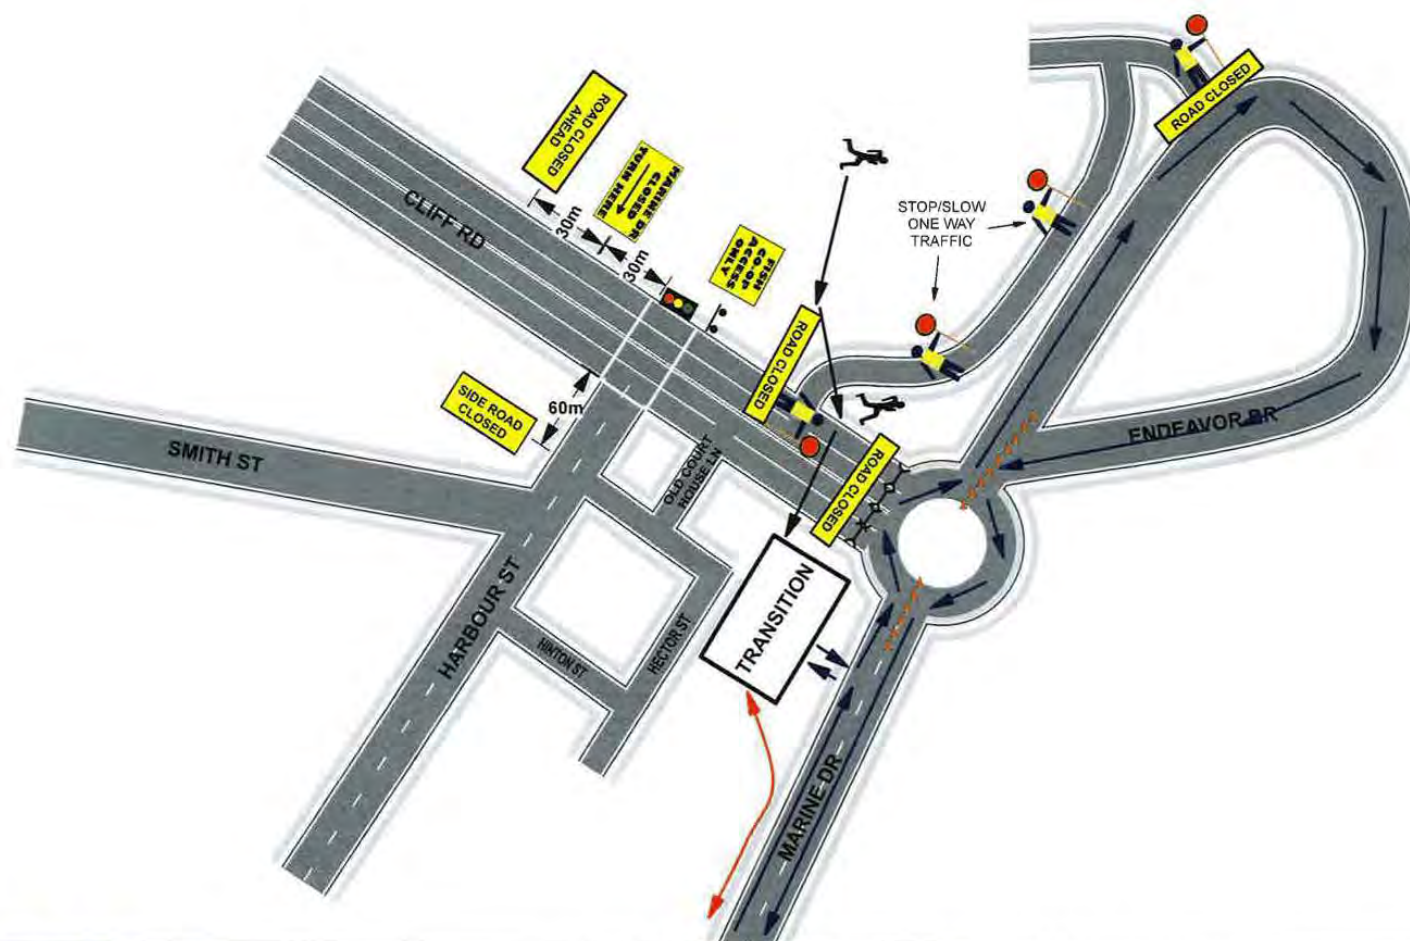 ROAD CLOSED
AHEAD
MARINE DR
CLOSED
TURN HERE
FISH
CO-OP
ACCESS
ONLY
30m
30m
CLIFF RD
ROAD CLOSED
STOP/SLOW
ONE WAY
TRAFFIC
ROAD CLOSED
SIDE ROAD
CLOSED
60m
SMITH ST
ENDEAVOR DR
OLD COURT
HOUSE LN
ROAD CLOSED
HARBOUR ST
HINTON ST
HECTOR ST
TRANSITION
MARINE DR